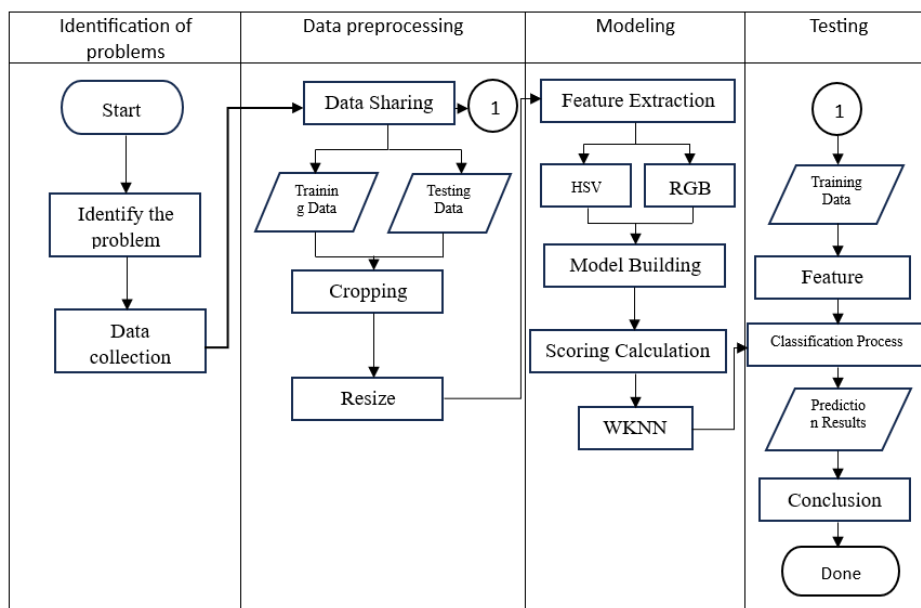 Identification of
problems
Data preprocessing
Modeling
Testing
Start
Identify the
problem
Data
collection
Data Sharing
1
Trainin
g Data
Testing
Data
Cropping
Resize
Feature Extraction
HSV
RGB
Model Building
Scoring Calculation
WKNN
1
Training
Data
Feature
Classification Process
Predictio
n Results
Conclusion
Done